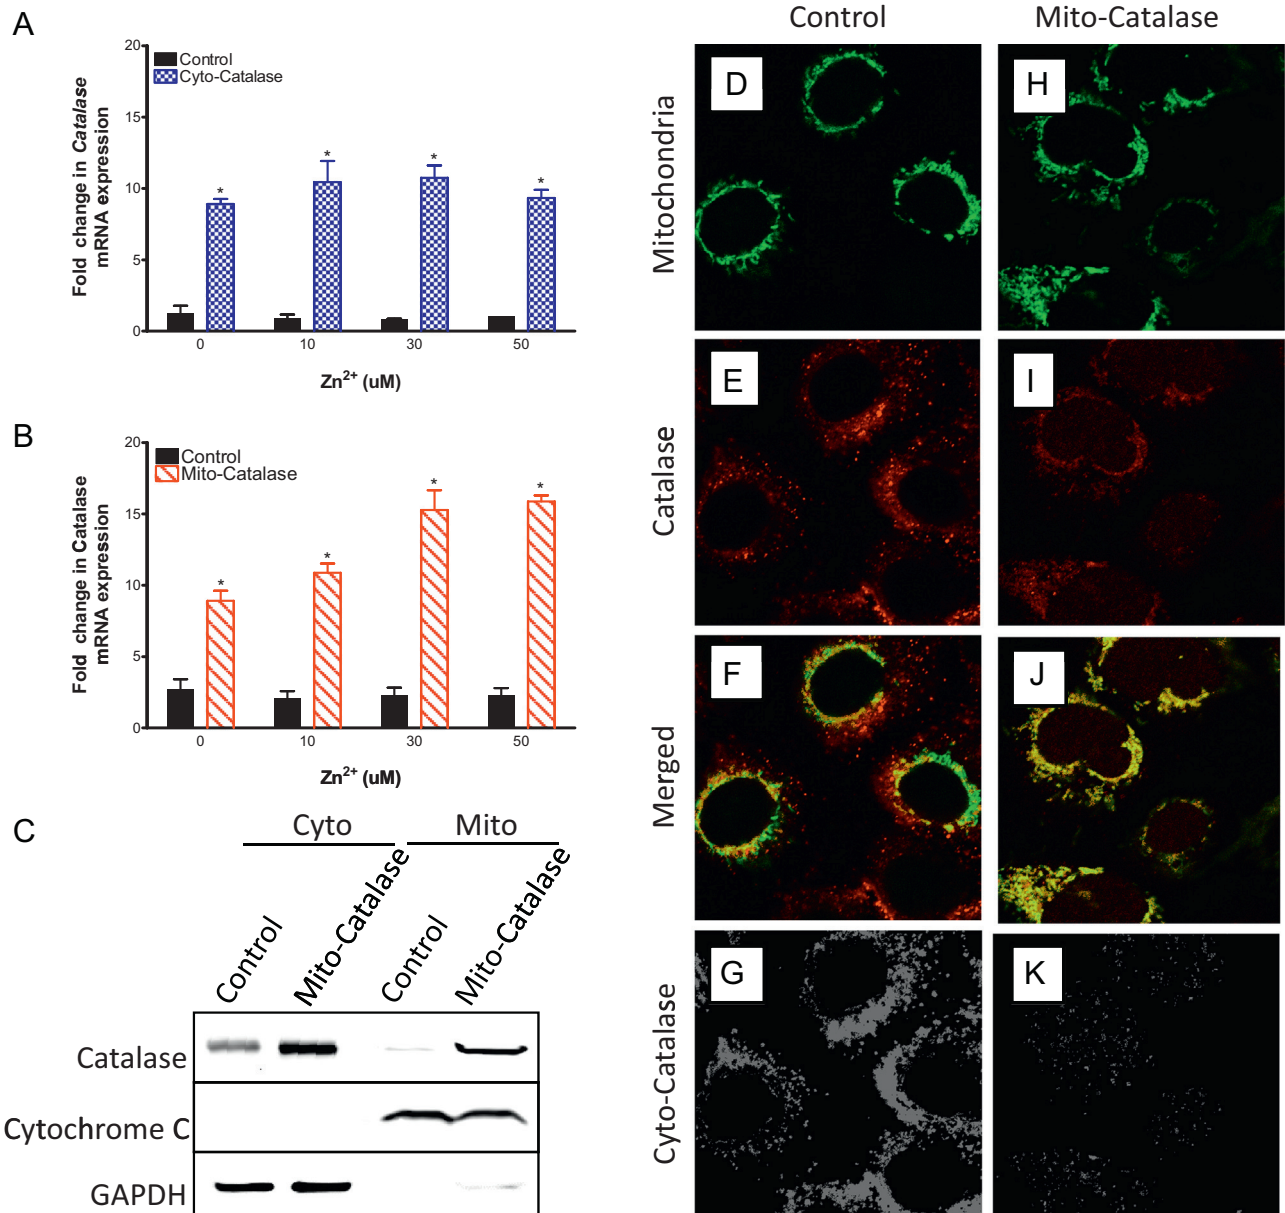 A
20
15
10
5
0
Fold change in Catalase
mRNA expression
Control
Cyto-Catalase
*
*
*
*
0
10
30
50
Zn²⁺ (uM)
B
20
15
10
5
0
Fold change in Catalase
mRNA expression
Control
Mito-Catalase
*
*
*
*
0
10
30
50
Zn²⁺ (uM)
C
Cyto
Mito
Control
Mito-Catalase
Control
Mito-Catalase
Catalase
Cytochrome C
GAPDH
Control
Mito-Catalase
Mitochondria
D
H
Catalase
E
I
Merged
F
J
Cyto-Catalase
G
K